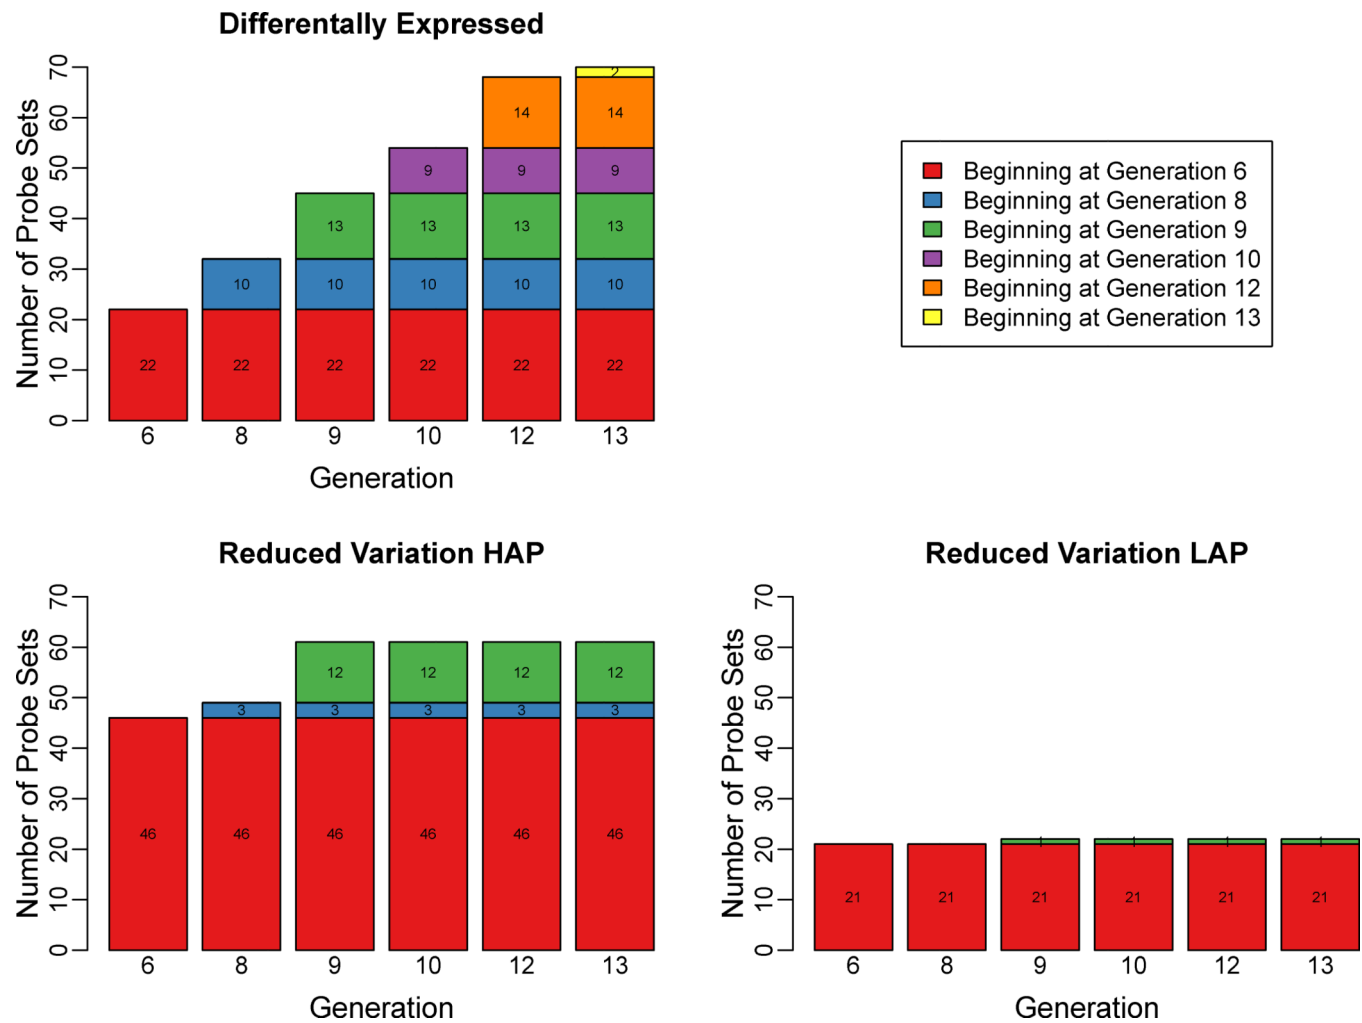 Differentally Expressed
Number of Probe Sets
70
60
50
40
30
20
10
0
2
14 14
9 9 9
13 13 13 13
10 10 10 10 10
22 22 22 22 22 22
6 8 9 10 12 13
Generation
Beginning at Generation 6
Beginning at Generation 8
Beginning at Generation 9
Beginning at Generation 10
Beginning at Generation 12
Beginning at Generation 13
Reduced Variation HAP
Number of Probe Sets
70
60
50
40
30
20
10
0
12 12 12 12
3 3 3 3 3
46 46 46 46 46 46
6 8 9 10 12 13
Generation
Reduced Variation LAP
Number of Probe Sets
70
60
50
40
30
20
10
0
1 1 1 1
21 21 21 21 21 21
6 8 9 10 12 13
Generation